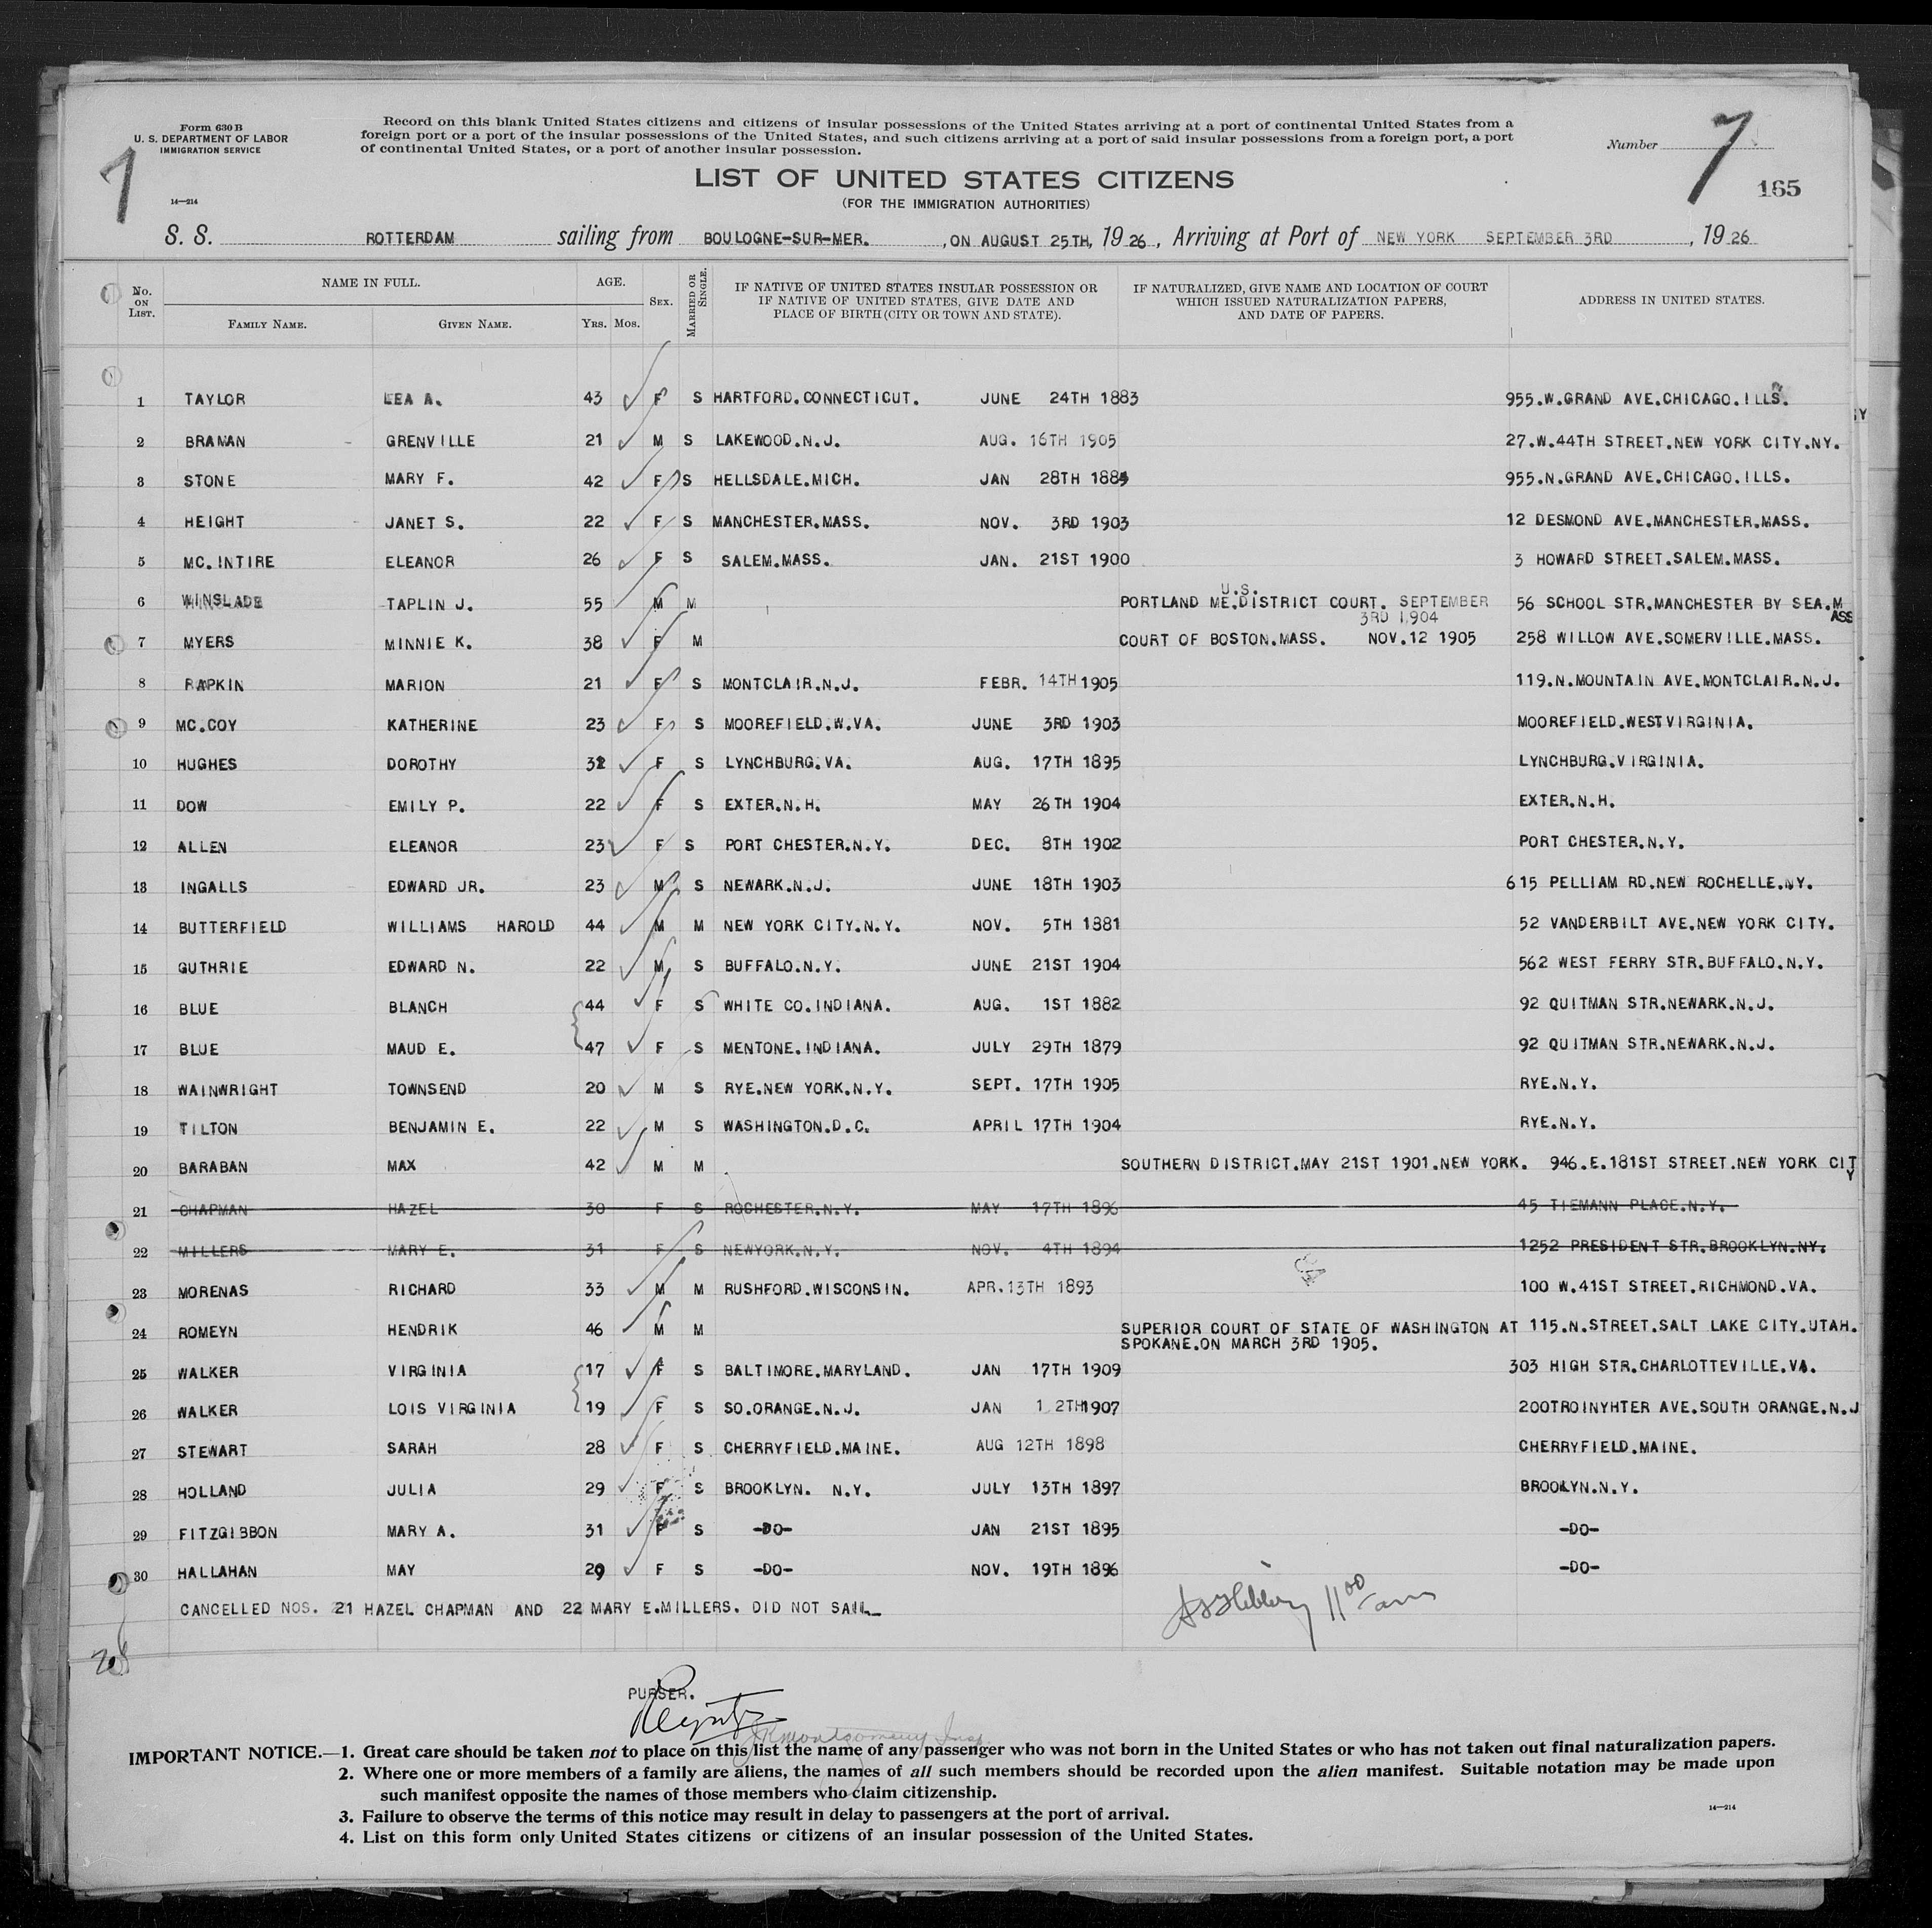 Form 630 B
U. S. DEPARTMENT OF LABOR
IMMIGRATION SERVICE
14—214
Record on this blank United States citizens and citizens of insular possessions of the United States arriving at a port of continental United States from a
foreign port or a port of the insular possessions of the United States, and such citizens arriving at a port of said insular possessions from a foreign port, a port
of continental United States, or a port of another insular possession.
Number 7
7
165
LIST OF UNITED STATES CITIZENS
(FOR THE IMMIGRATION AUTHORITIES)
S. S. ROTTERDAM sailing from BOULOGNE-SUR-MER. ,ON AUGUST 25TH, 1926, Arriving at Port of NEW YORK SEPTEMBER 3RD , 1926
No. ON LIST. NAME IN FULL. FAMILY NAME. GIVEN NAME. AGE. YRS. MOS. SEX. MARRIED OR SINGLE. IF NATIVE OF UNITED STATES INSULAR POSSESSION OR IF NATIVE OF UNITED STATES, GIVE DATE AND PLACE OF BIRTH (CITY OR TOWN AND STATE). IF NATURALIZED, GIVE NAME AND LOCATION OF COURT WHICH ISSUED NATURALIZATION PAPERS, AND DATE OF PAPERS. ADDRESS IN UNITED STATES.
1 TAYLOR LEA A. 43 F S HARTFORD.CONNECTICUT. JUNE 24TH 1883 955.W.GRAND AVE.CHICAGO.ILLS.
2 BRAMAN - GRENVILLE 21 M S LAKEWOOD.N.J. AUG. 16TH 1905 27.W.44TH STREET.NEW YORK CITY.NY.
3 STONE MARY F. 42 F S HELLSDALE.MICH. JAN 28TH 1884 955.N.GRAND AVE.CHICAGO.ILLS.
4 HEIGHT JANET S. 22 F S MANCHESTER.MASS. NOV. 3RD 1903 12 DESMOND AVE.MANCHESTER.MASS.
5 MC.INTIRE ELEANOR 26 F S SALEM.MASS. JAN. 21ST 1900 3 HOWARD STREET.SALEM.MASS.
6 WINSLADE TAPLIN J. 55 M M PORTLAND ME.U.S.DISTRICT COURT. SEPTEMBER 3RD 1904 56 SCHOOL STR.MANCHESTER BY SEA.MASS
7 MYERS MINNIE K. 38 F M COURT OF BOSTON.MASS. NOV.12 1905 258 WILLOW AVE.SOMERVILLE.MASS.
8 RAPKIN MARION 21 F S MONTCLAIR.N.J. FEBR. 14TH 1905 119.N.MOUNTAIN AVE.MONTCLAIR.N.J.
9 MC.COY KATHERINE 23 F S MOOREFIELD.W.VA. JUNE 3RD 1903 MOOREFIELD.WESTVIRGINIA.
10 HUGHES DOROTHY 32 F S LYNCHBURG.VA. AUG. 17TH 1895 LYNCHBURG.VIRGINIA.
11 DOW EMILY P. 22 F S EXTER.N.H. MAY 26TH 1904 EXTER.N.H.
12 ALLEN ELEANOR 23 F S PORT CHESTER.N.Y. DEC. 8TH 1902 PORT CHESTER.N.Y.
13 INGALLS EDWARD JR. 23 M S NEWARK.N.J. JUNE 18TH 1903 615 PELLIAM RD.NEW ROCHELLE.NY.
14 BUTTERFIELD WILLIAMS HAROLD 44 M M NEW YORK CITY.N.Y. NOV. 5TH 1881 52 VANDERBILT AVE.NEW YORK CITY.
15 GUTHRIE EDWARD N. 22 M S BUFFALO.N.Y. JUNE 21ST 1904 562 WEST FERRY STR.BUFFALO.N.Y.
16 BLUE BLANCH 44 F S WHITE CO.INDIANA. AUG. 1ST 1882 92 QUITMAN STR.NEWARK.N.J.
17 BLUE MAUD E. 47 F S MENTONE.INDIANA. JULY 29TH 1879 92 QUITMAN STR.NEWARK.N.J.
18 WAINWRIGHT TOWNSEND 20 M S RYE.NEW YORK.N.Y. SEPT. 17TH 1905 RYE.N.Y.
19 TILTON BENJAMIN E. 22 M S WASHINGTON.D.C. APRIL 17TH 1904 RYE.N.Y.
20 BARABAN MAX 42 M M SOUTHERN DISTRICT.MAY 21ST 1901.NEW YORK. 946.E.181ST STREET.NEW YORK CITY
21 CHAPMAN HAZEL 30 F S ROCHESTER.N.Y. MAY 17TH 1896 45 TIEMANN PLACE.N.Y.
22 MILLERS MARY E. 31 F S NEWYORK.N.Y. NOV. 4TH 1894 1252 PRESIDENT STR.BROOKLYN.NY.
23 MORENAS RICHARD 33 M M RUSHFORD.WISCONSIN. APR.13TH 1893 100 W.41ST STREET.RICHMOND.VA.
24 ROMEYN HENDRIK 46 M M SUPERIOR COURT OF STATE OF WASHINGTON AT SPOKANE.ON MARCH 3RD 1905. 115.N.STREET.SALT LAKE CITY.UTAH.
25 WALKER VIRGINIA 17 F S BALTIMORE.MARYLAND. JAN 17TH 1909 303 HIGH STR.CHARLOTTEVILLE.VA.
26 WALKER LOIS VIRGINIA 19 F S SO.ORANGE.N.J. JAN 12TH 1907 200TROINYHTER AVE.SOUTH ORANGE.N.J
27 STEWART SARAH 28 F S CHERRYFIELD.MAINE. AUG 12TH 1898 CHERRYFIELD.MAINE.
28 HOLLAND JULIA 29 F S BROOKLYN. N.Y. JULY 13TH 1897 BROOKLYN.N.Y.
29 FITZGIBBON MARY A. 31 F S -DO- JAN 21ST 1895 -DO-
30 HALLAHAN MAY 29 F S -DO- NOV. 19TH 1896 -DO-
CANCELLED NOS. 21 HAZEL CHAPMAN AND 22 MARY E.MILLERS. DID NOT SAIL
11 00 am
PURSER.
JKMontgomery Insp.
IMPORTANT NOTICE.—1. Great care should be taken not to place on this list the name of any passenger who was not born in the United States or who has not taken out final naturalization papers.
2. Where one or more members of a family are aliens, the names of all such members should be recorded upon the alien manifest. Suitable notation may be made upon
such manifest opposite the names of those members who claim citizenship.
3. Failure to observe the terms of this notice may result in delay to passengers at the port of arrival.
4. List on this form only United States citizens or citizens of an insular possession of the United States.
14—214